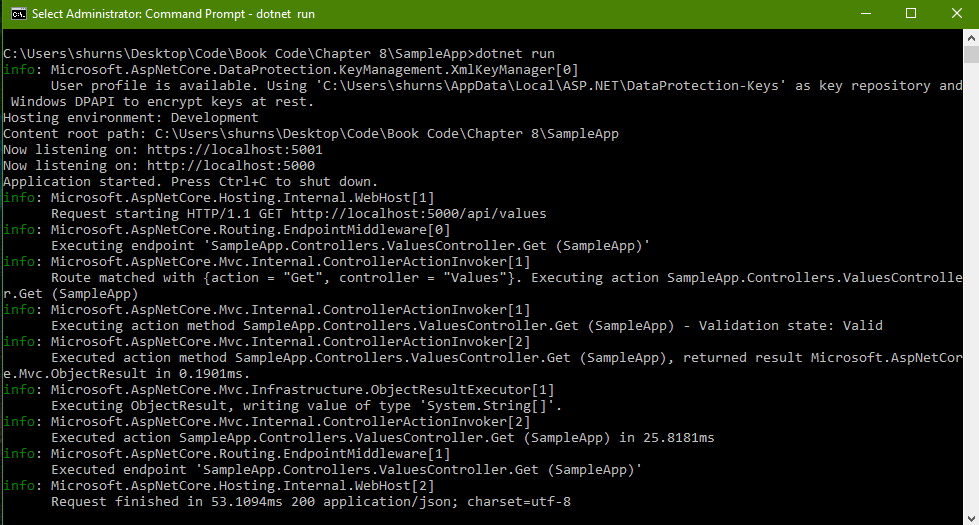 Select Administrator: Command Prompt - dotnet run
C:\Users\shurns\Desktop\Code\Book Code\Chapter 8\SampleApp>dotnet run
info: Microsoft.AspNetCore.DataProtection.KeyManagement.XmlKeyManager[0]
      User profile is available. Using 'C:\Users\shurns\AppData\Local\ASP.NET\DataProtection-Keys' as key repository and
 Windows DPAPI to encrypt keys at rest.
Hosting environment: Development
Content root path: C:\Users\shurns\Desktop\Code\Book Code\Chapter 8\SampleApp
Now listening on: https://localhost:5001
Now listening on: http://localhost:5000
Application started. Press Ctrl+C to shut down.
info: Microsoft.AspNetCore.Hosting.Internal.WebHost[1]
      Request starting HTTP/1.1 GET http://localhost:5000/api/values
info: Microsoft.AspNetCore.Routing.EndpointMiddleware[0]
      Executing endpoint 'SampleApp.Controllers.ValuesController.Get (SampleApp)'
info: Microsoft.AspNetCore.Mvc.Internal.ControllerActionInvoker[1]
      Route matched with {action = "Get", controller = "Values"}. Executing action SampleApp.Controllers.ValuesControlle
r.Get (SampleApp)
info: Microsoft.AspNetCore.Mvc.Internal.ControllerActionInvoker[1]
      Executing action method SampleApp.Controllers.ValuesController.Get (SampleApp) - Validation state: Valid
info: Microsoft.AspNetCore.Mvc.Internal.ControllerActionInvoker[2]
      Executed action method SampleApp.Controllers.ValuesController.Get (SampleApp), returned result Microsoft.AspNetCor
e.Mvc.ObjectResult in 0.1901ms.
info: Microsoft.AspNetCore.Mvc.Infrastructure.ObjectResultExecutor[1]
      Executing ObjectResult, writing value of type 'System.String[]'.
info: Microsoft.AspNetCore.Mvc.Internal.ControllerActionInvoker[2]
      Executed action SampleApp.Controllers.ValuesController.Get (SampleApp) in 25.8181ms
info: Microsoft.AspNetCore.Routing.EndpointMiddleware[1]
      Executed endpoint 'SampleApp.Controllers.ValuesController.Get (SampleApp)'
info: Microsoft.AspNetCore.Hosting.Internal.WebHost[2]
      Request finished in 53.1094ms 200 application/json; charset=utf-8